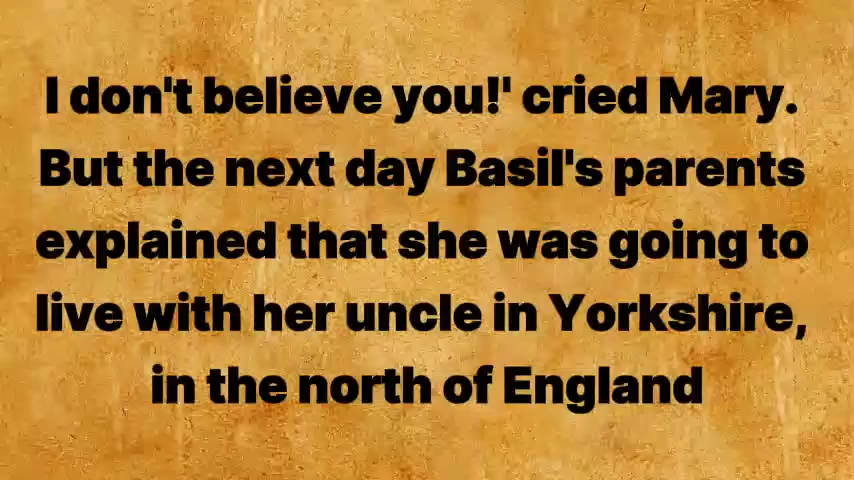 I don't believe you!' cried Mary.
But the next day Basil's parents
explained that she was going to
live with her uncle in Yorkshire,
in the north of England